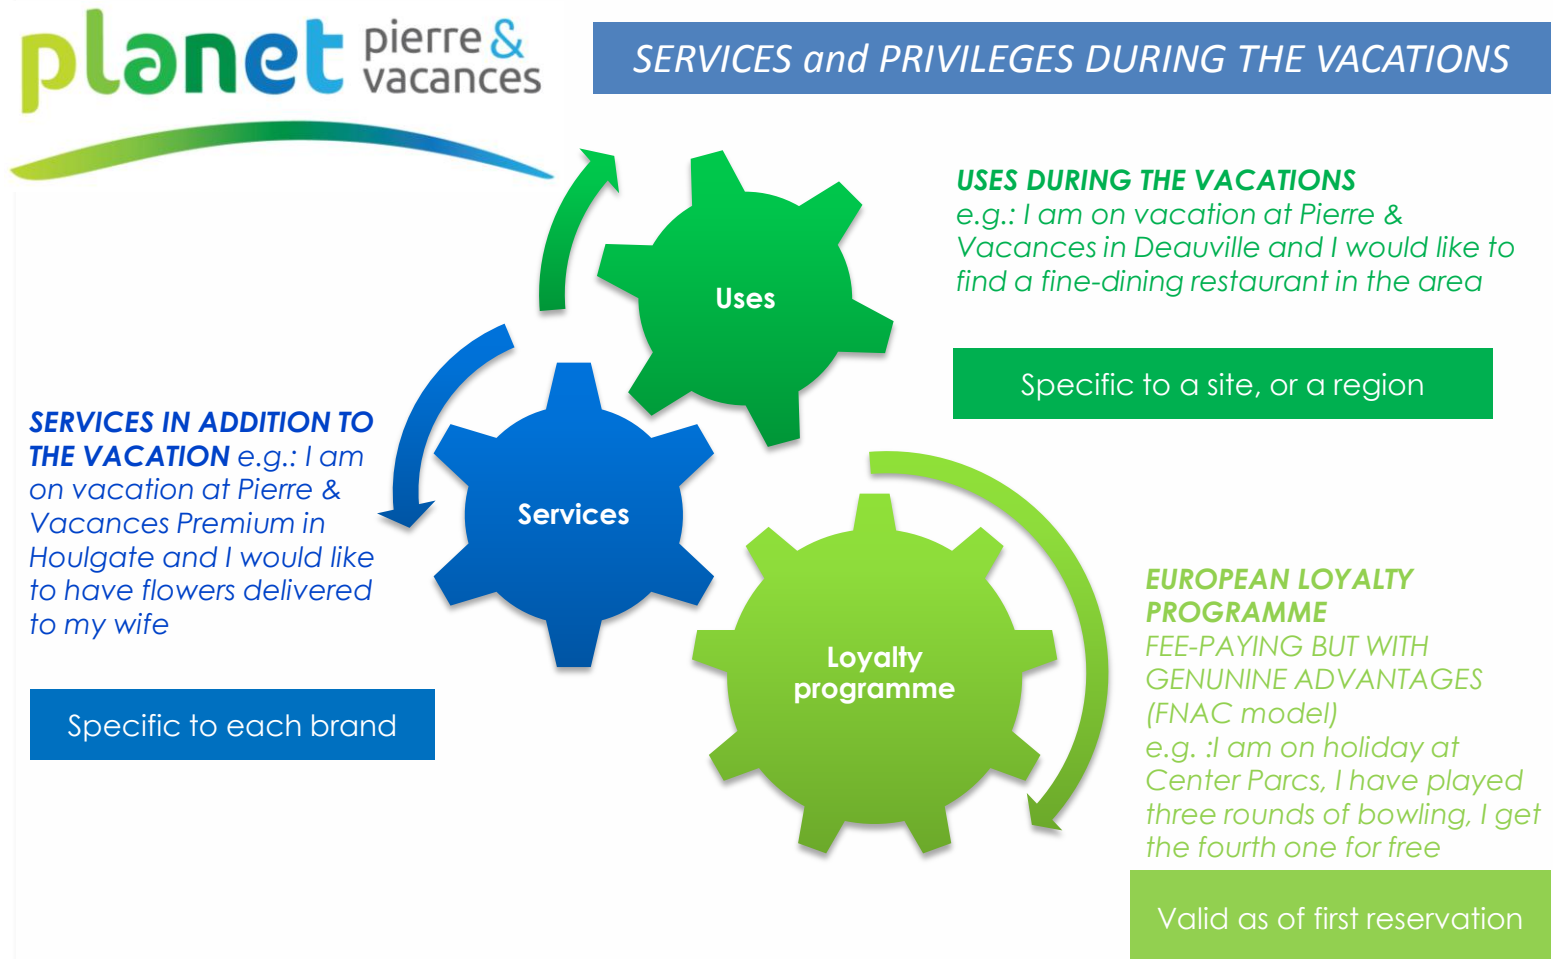 planet pierre &
vacances
SERVICES and PRIVILEGES DURING THE VACATIONS
USES DURING THE VACATIONS
e.g.: I am on vacation at Pierre &
Vacances in Deauville and I would like to
find a fine-dining restaurant in the area
Uses
Specific to a site, or a region
SERVICES IN ADDITION TO
THE VACATION e.g.: I am
on vacation at Pierre &
Vacances Premium in
Houlgate and I would like
to have flowers delivered
to my wife
Services
Specific to each brand
Loyalty
programme
EUROPEAN LOYALTY
PROGRAMME
FEE-PAYING BUT WITH
GENUNINE ADVANTAGES
(FNAC model)
e.g. :I am on holiday at
Center Parcs, I have played
three rounds of bowling, I get
the fourth one for free
Valid as of first reservation